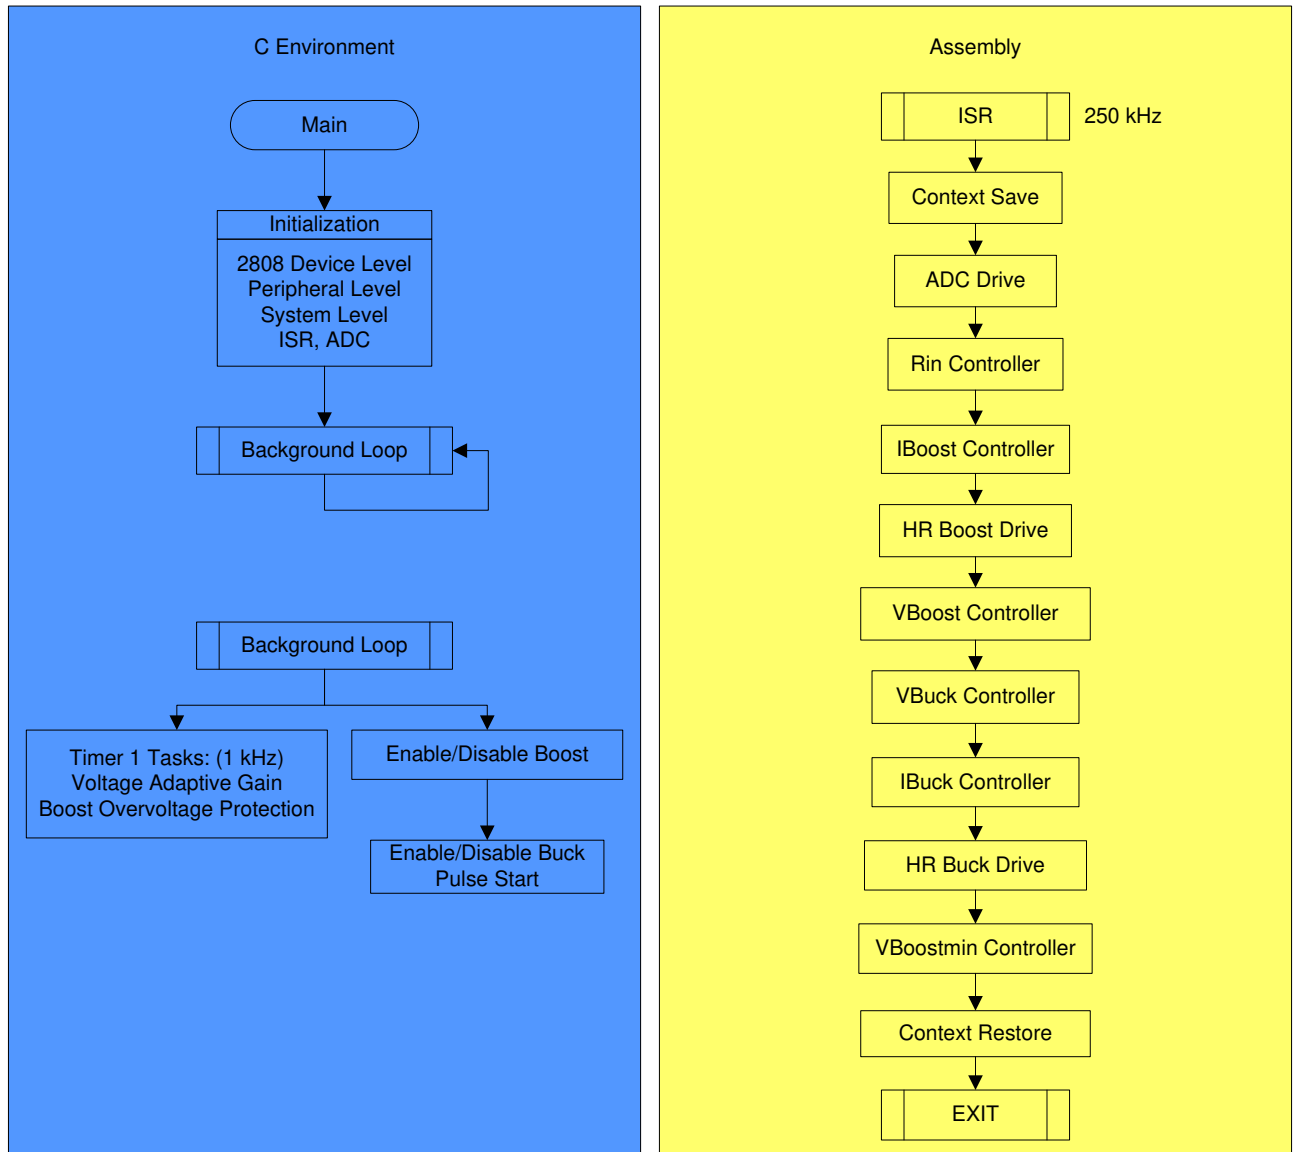 C Environment
Main
Initialization
2808 Device Level
Peripheral Level
System Level
ISR, ADC
Background Loop
Background Loop
Timer 1 Tasks: (1 kHz)
Voltage Adaptive Gain
Boost Overvoltage Protection
Enable/Disable Boost
Enable/Disable Buck
Pulse Start
Assembly
ISR
250 kHz
Context Save
ADC Drive
Rin Controller
IBoost Controller
HR Boost Drive
VBoost Controller
VBuck Controller
IBuck Controller
HR Buck Drive
VBoostmin Controller
Context Restore
EXIT